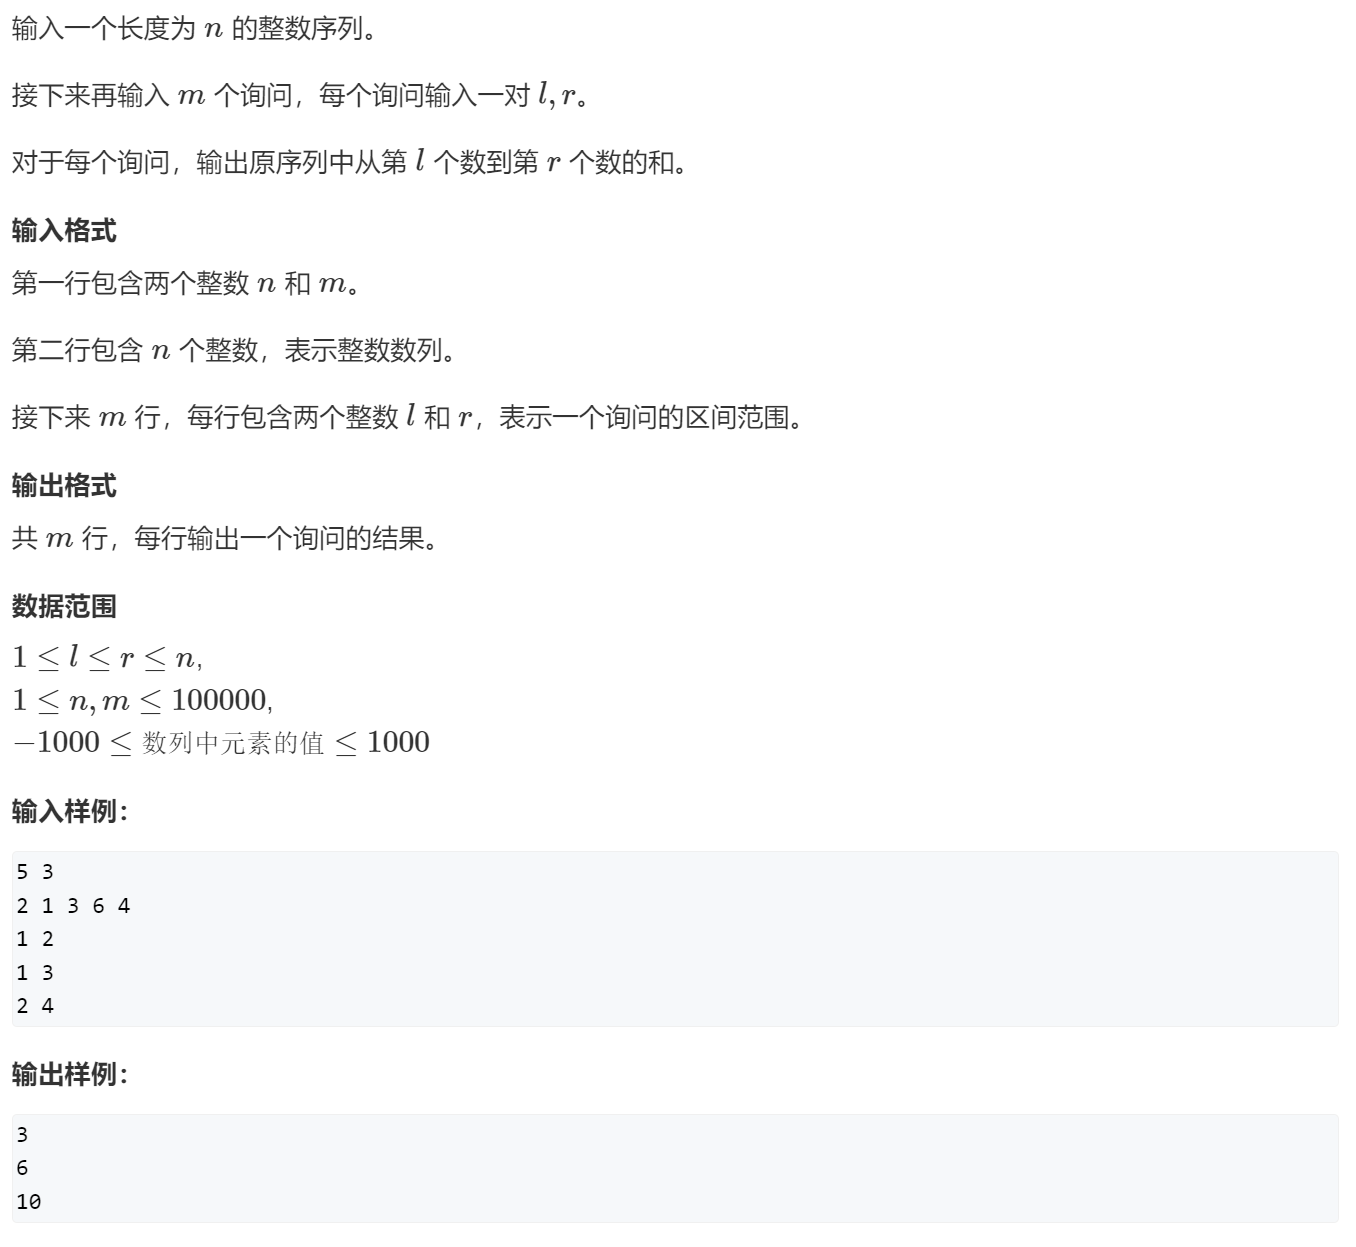 输入一个长度为 n 的整数序列。
接下来再输入 m 个询问，每个询问输入一对 l, r。
对于每个询问，输出原序列中从第 l 个数到第 r 个数的和。
输入格式
第一行包含两个整数 n 和 m。
第二行包含 n 个整数，表示整数数列。
接下来 m 行，每行包含两个整数 l 和 r，表示一个询问的区间范围。
输出格式
共 m 行，每行输出一个询问的结果。
数据范围
1 ≤ l ≤ r ≤ n,
1 ≤ n, m ≤ 100000,
−1000 ≤ 数列中元素的值 ≤ 1000
输入样例：
5 3
2 1 3 6 4
1 2
1 3
2 4
输出样例：
3
6
10